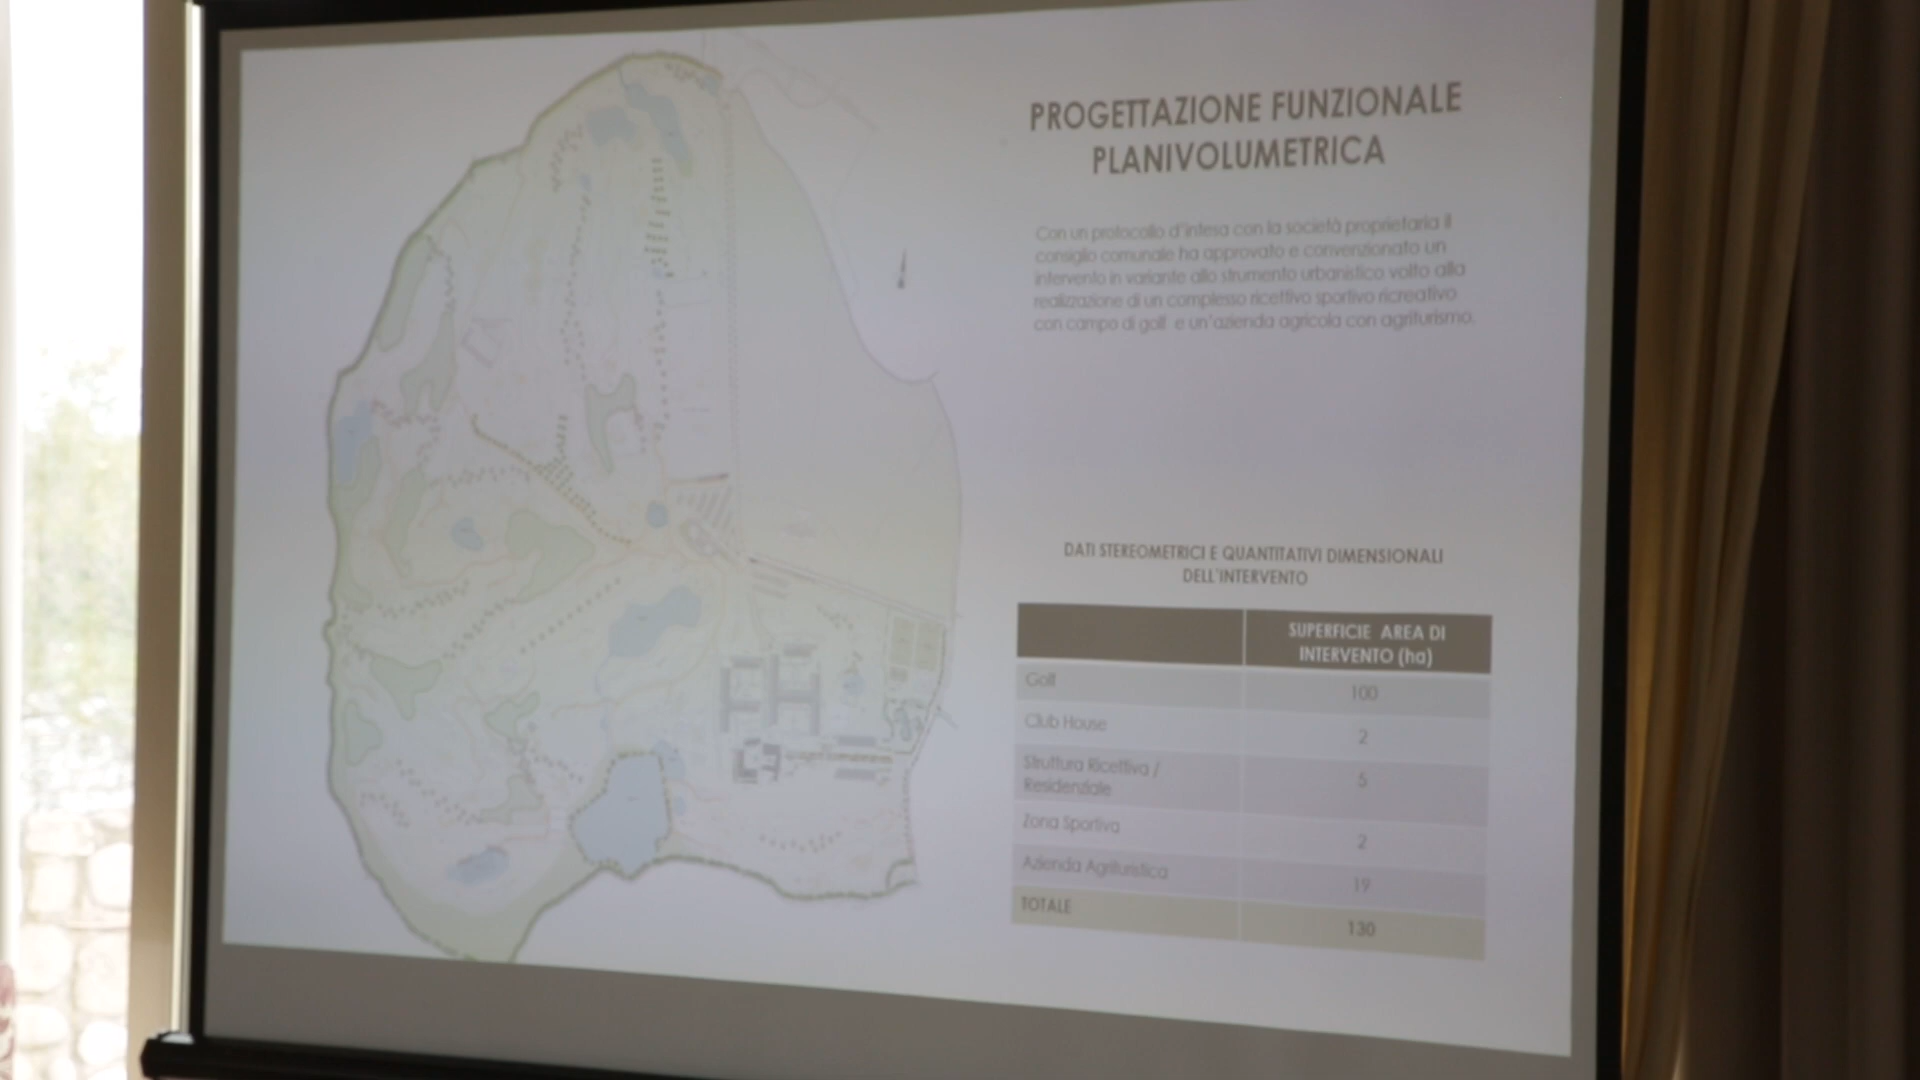 PROGETTAZIONE FUNZIONALE
PLANIVOLUMETRICA
Con un protocollo d'intesa con la società proprietaria il
consiglio comunale ha approvato e convenzionato un
intervento in variante allo strumento urbanistico volto alla
realizzazione di un complesso ricettivo sportivo ricreativo
con campo di golf e un'azienda agricola con agriturismo.
DATI STEREOMETRICI E QUANTITATIVI DIMENSIONALI
DELL'INTERVENTO
SUPERFICIE AREA DI
INTERVENTO (ha)
Golf 100
Club House 2
Struttura Ricettiva /
Residenziale 5
Zona Sportiva 2
Azienda Agrituristica 19
TOTALE 130